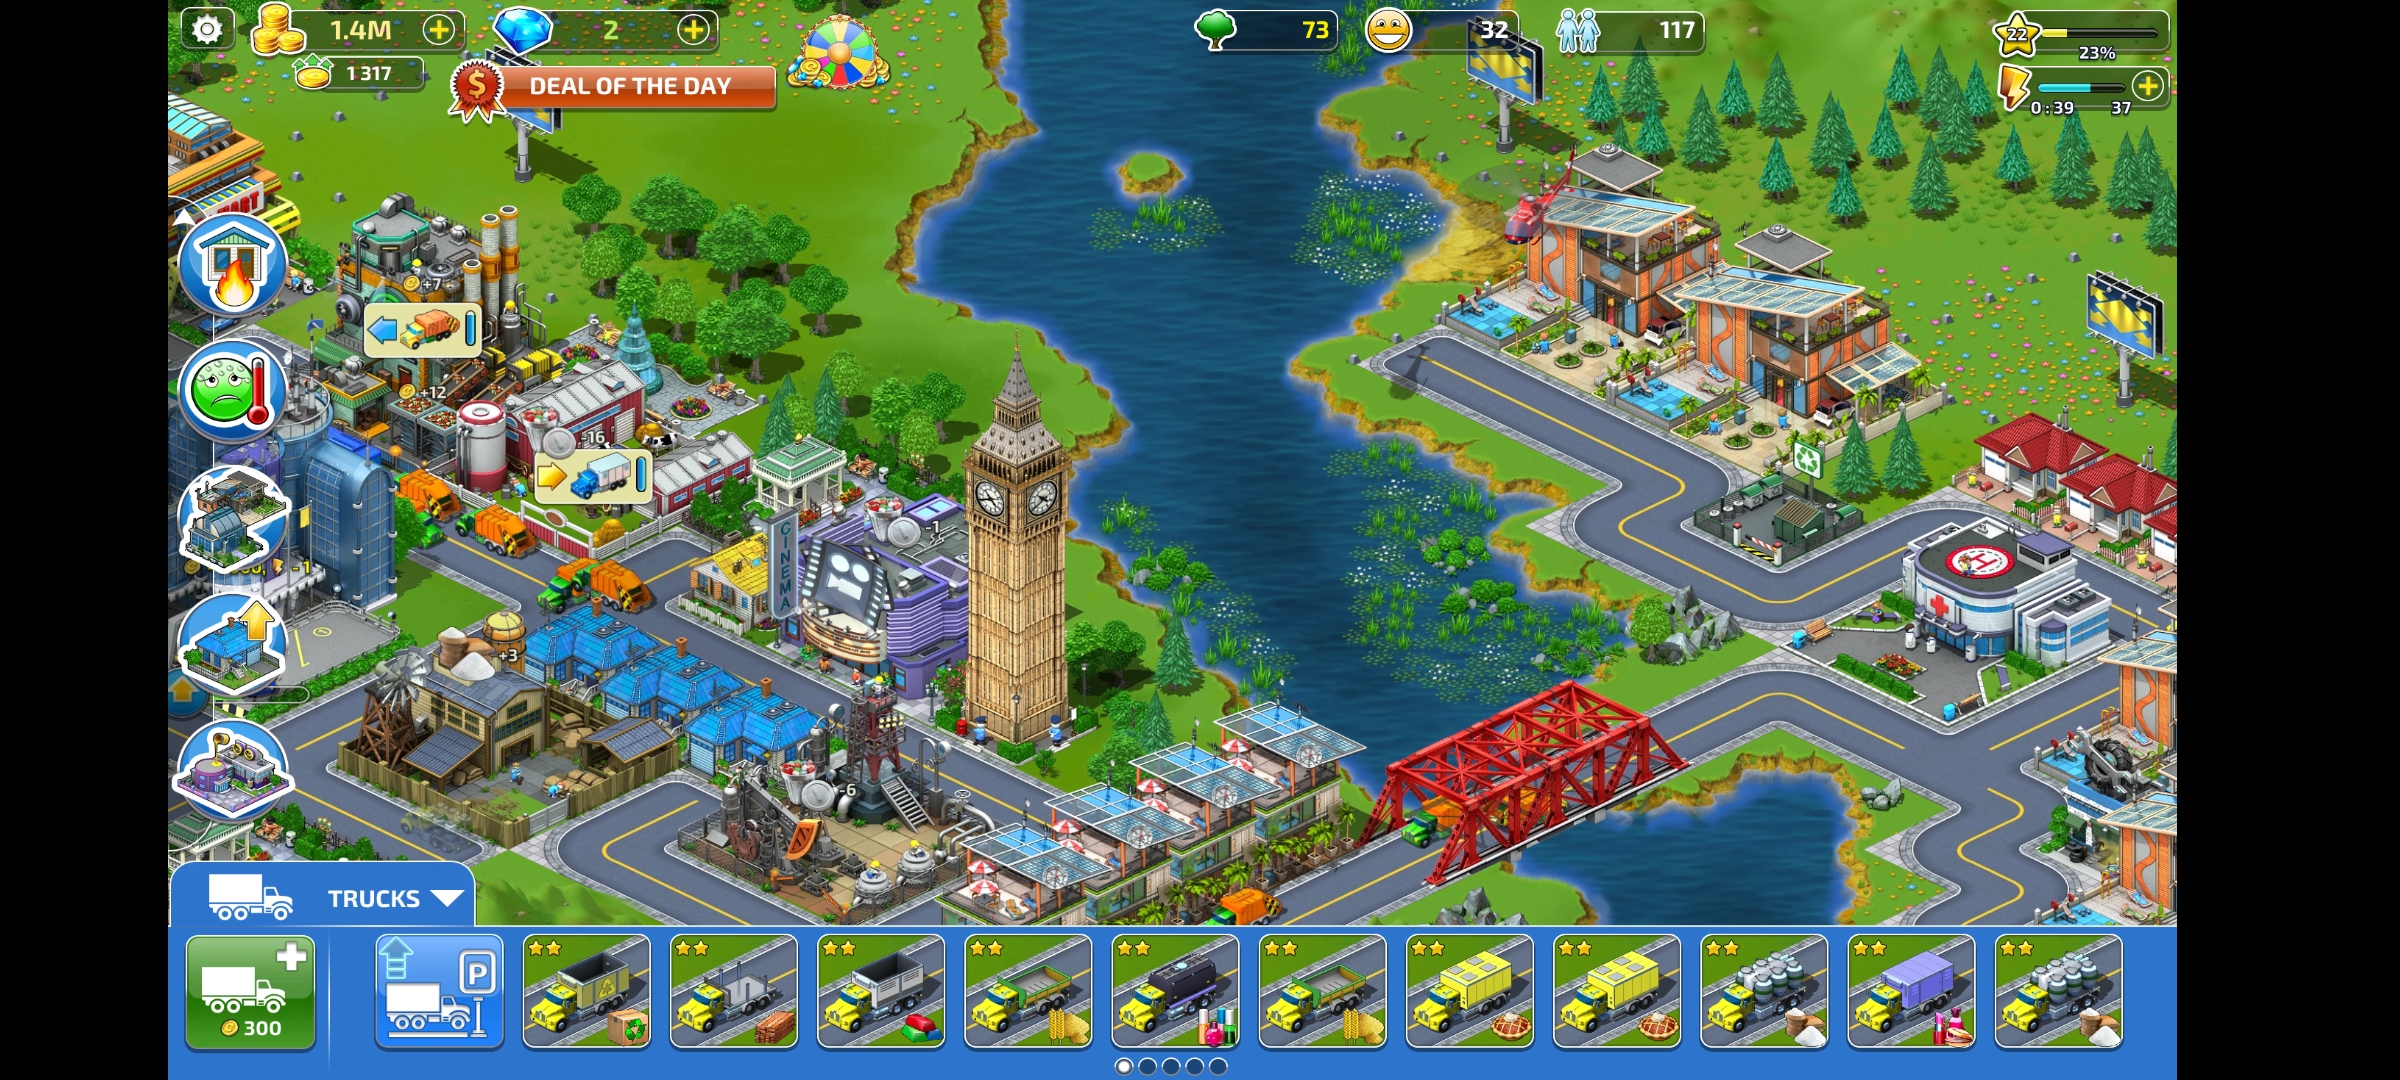 1.4M
2
73
32
117
22
23%
1 317
DEAL OF THE DAY
0:39
37
+7
+12
-16
-1
CINEMA
-1
+3
-6
H
TRUCKS
P
300